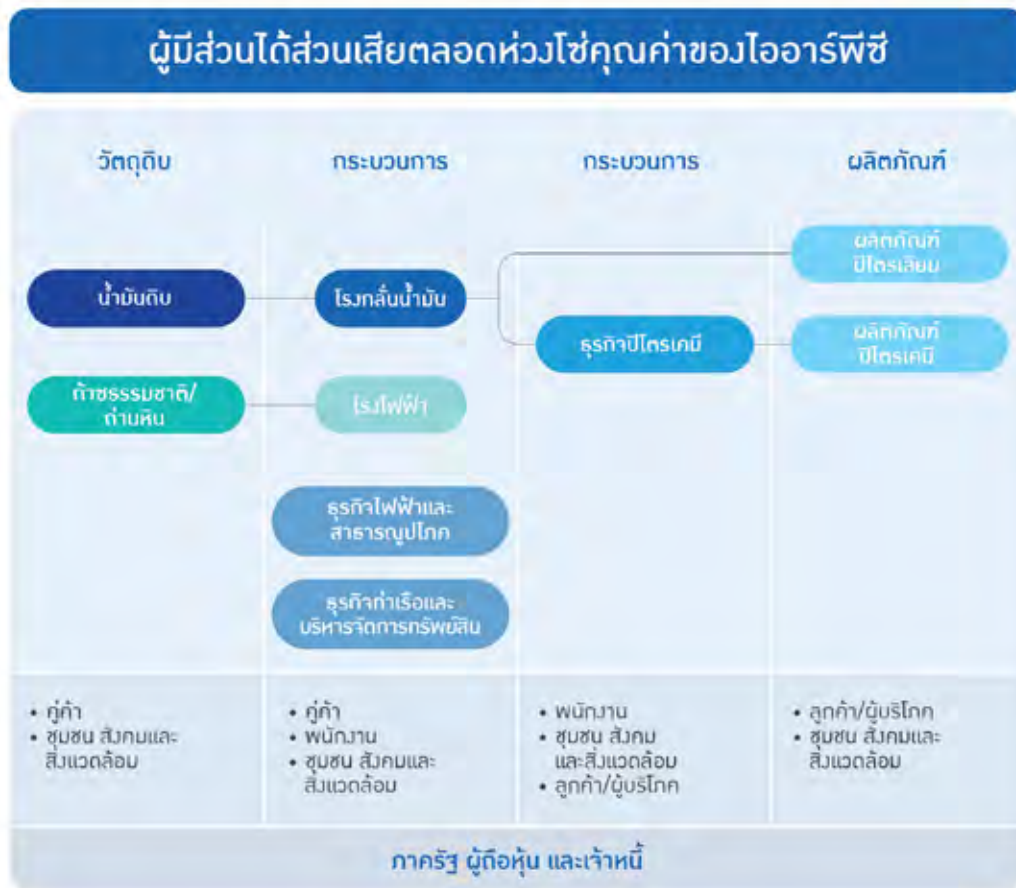 ผู้มีส่วนได้ส่วนเสียตลอดห่วงโซ่คุณค่าของไออาร์พีซี
วัตถุดิบ
กระบวนการ
กระบวนการ
ผลิตภัณฑ์
น้ำมันดิบ
โรงกลั่นน้ำมัน
ผลิตภัณฑ์
ปิโตรเลียม
ธุรกิจปิโตรเคมี
ผลิตภัณฑ์
ปิโตรเคมี
ก๊าซธรรมชาติ/
ถ่านหิน
โรงไฟฟ้า
ธุรกิจไฟฟ้าและ
สาธารณูปโภค
ธุรกิจท่าเรือและ
บริหารจัดการทรัพย์สิน
• คู่ค้า
• ชุมชน สังคมและ
สิ่งแวดล้อม
• คู่ค้า
• พนักงาน
• ชุมชน สังคมและ
สิ่งแวดล้อม
• พนักงาน
• ชุมชน สังคม
และสิ่งแวดล้อม
• ลูกค้า/ผู้บริโภค
• ลูกค้า/ผู้บริโภค
• ชุมชน สังคมและ
สิ่งแวดล้อม
ภาครัฐ ผู้ถือหุ้น และเจ้าหนี้